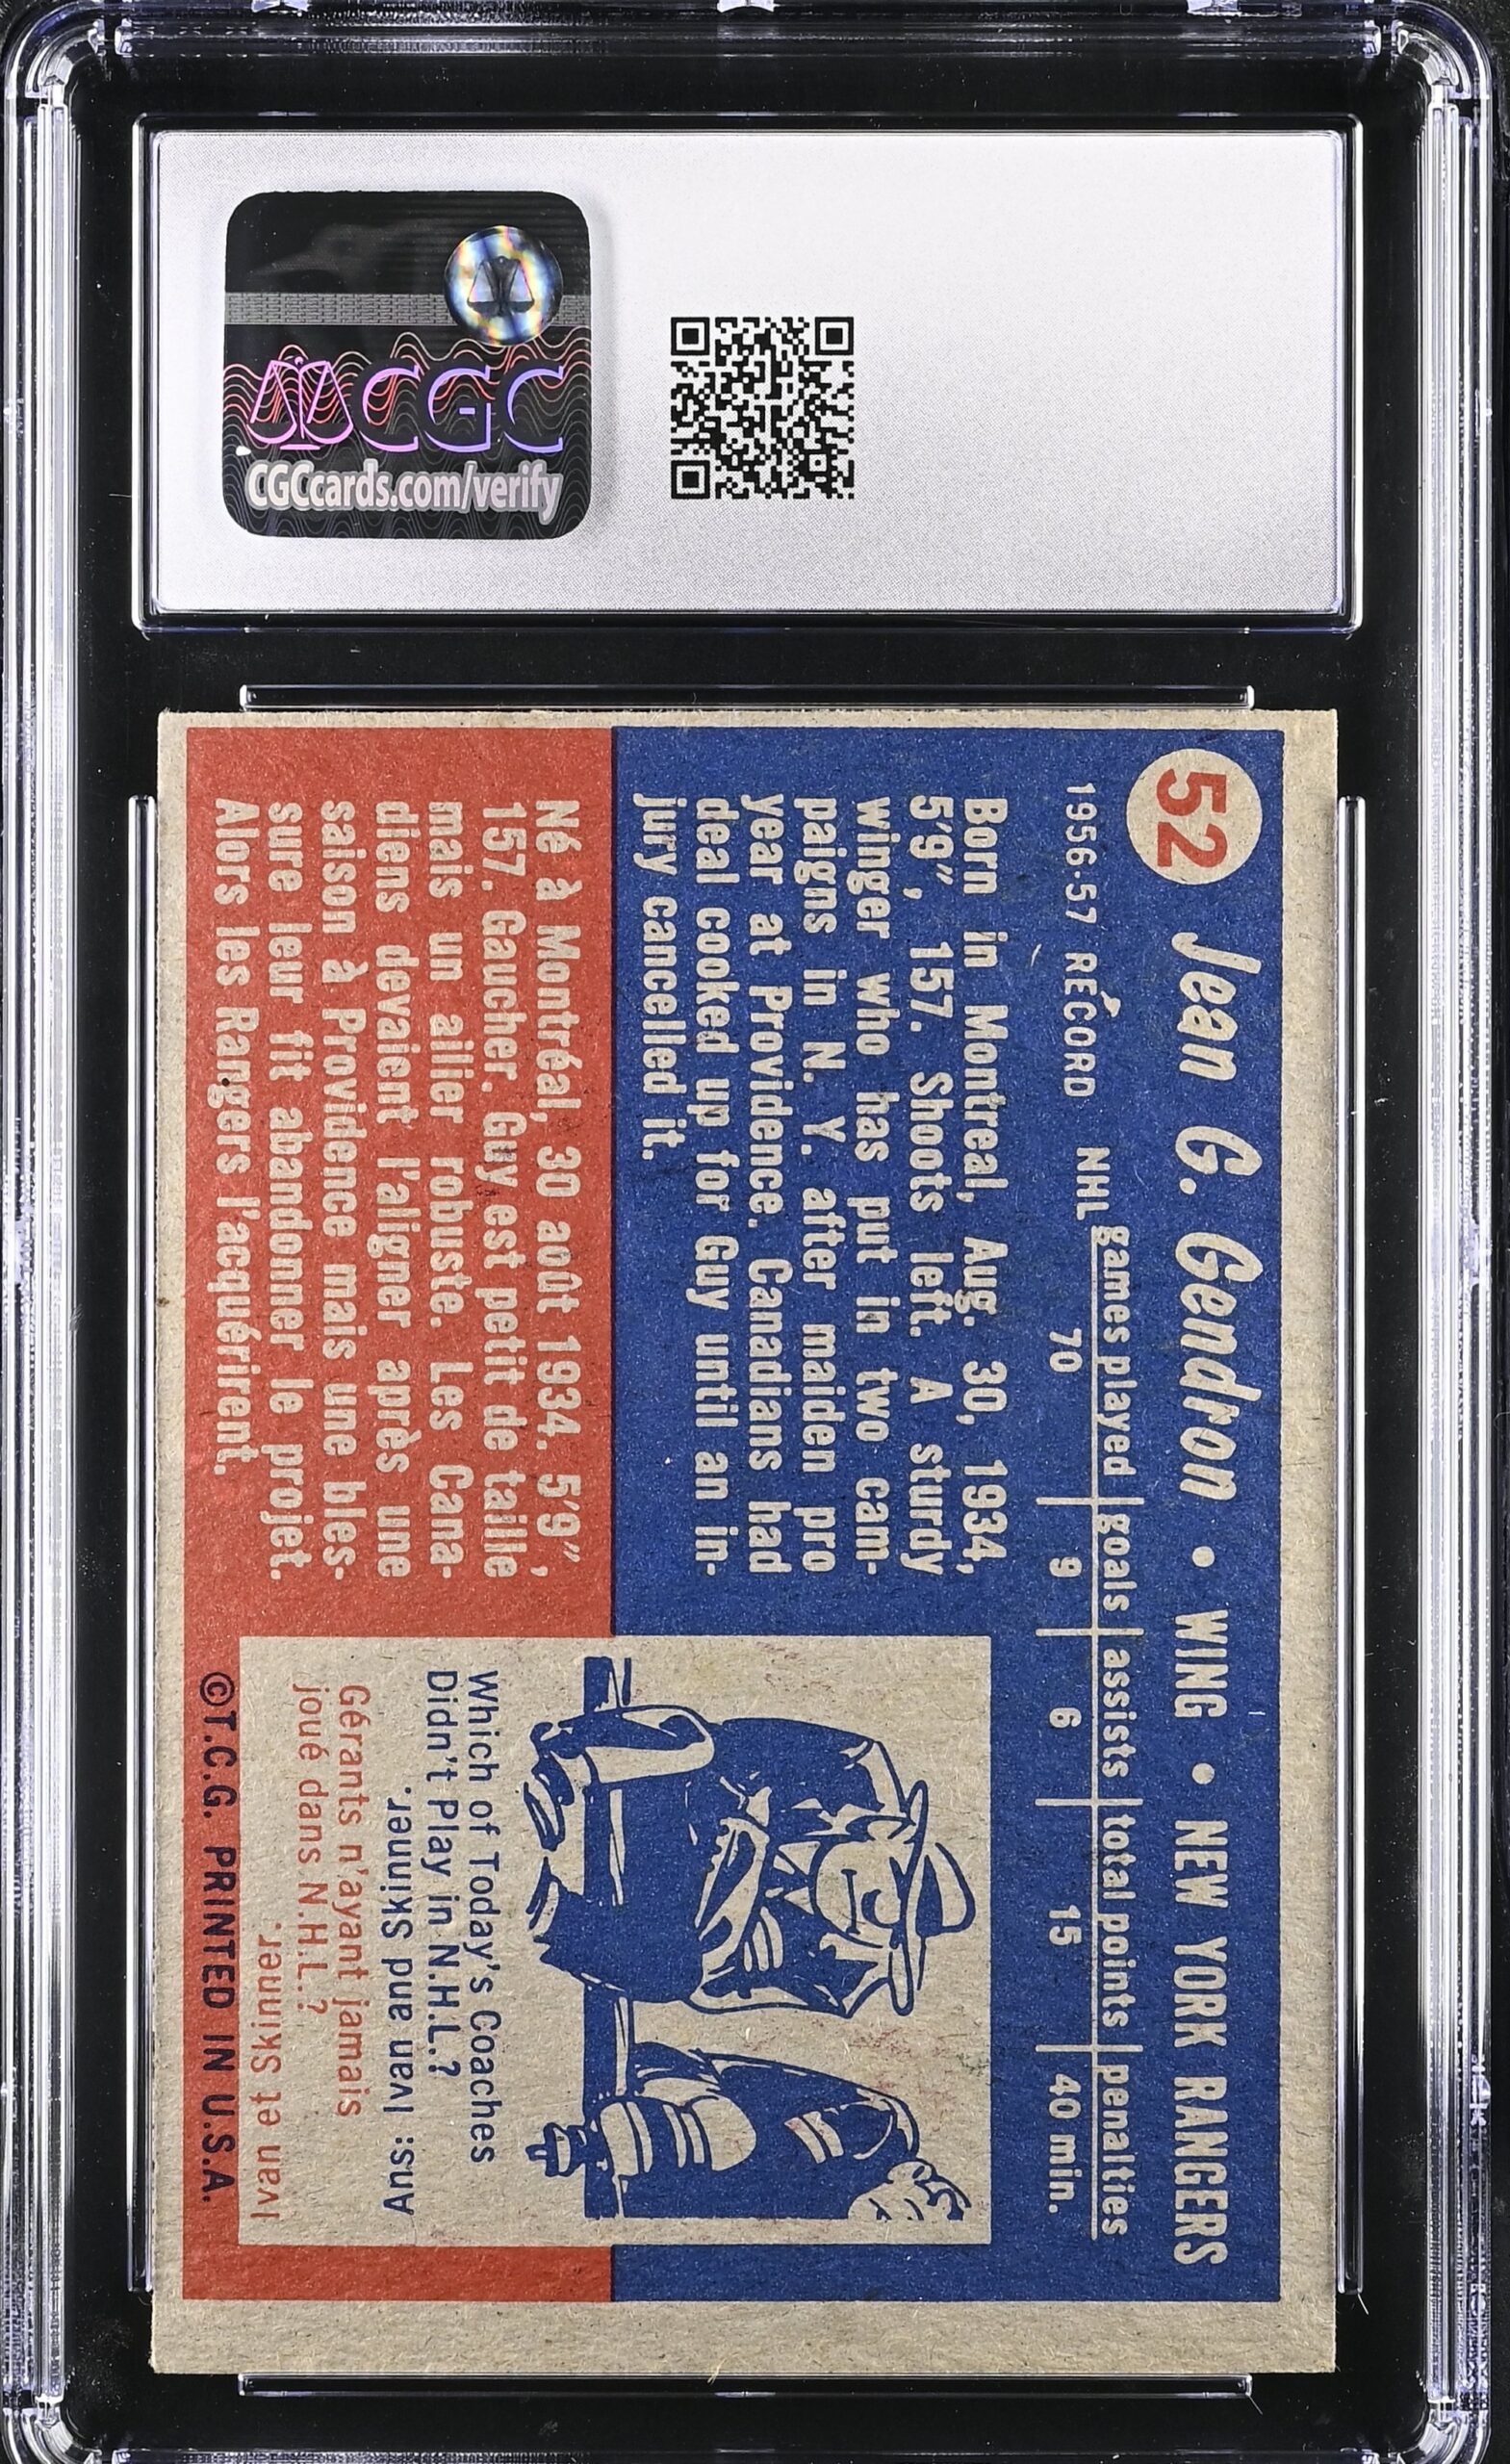 CGC
CGCcards.com/verify
52 Jean G. Gendron • WING • NEW YORK RANGERS
1956-57 RÉCORD NHL games played goals assists total points penalties
70 9 6 15 40 min.
Born in Montreal, Aug. 30, 1934,
5'9", 157. Shoots left. A sturdy
winger who has put in two cam-
paigns in N. Y. after maiden pro
year at Providence. Canadians had
deal cooked up for Guy until an in-
jury cancelled it.
Né à Montréal, 30 août 1934. 5'9",
157. Gaucher. Guy est petit de taille
mais un ailier robuste. Les Cana-
diens devaient l'aligner après une
saison à Providence mais une bles-
sure leur fit abandonner le projet.
Alors les Rangers l'acquérirent.
Which of Today's Coaches
Didn't Play in N.H.L.?
Ans: Ivan and Skinner.
Gérants n'ayant jamais
joué dans N.H.L.?
Ivan et Skinner.
©T.C.G. PRINTED IN U.S.A.